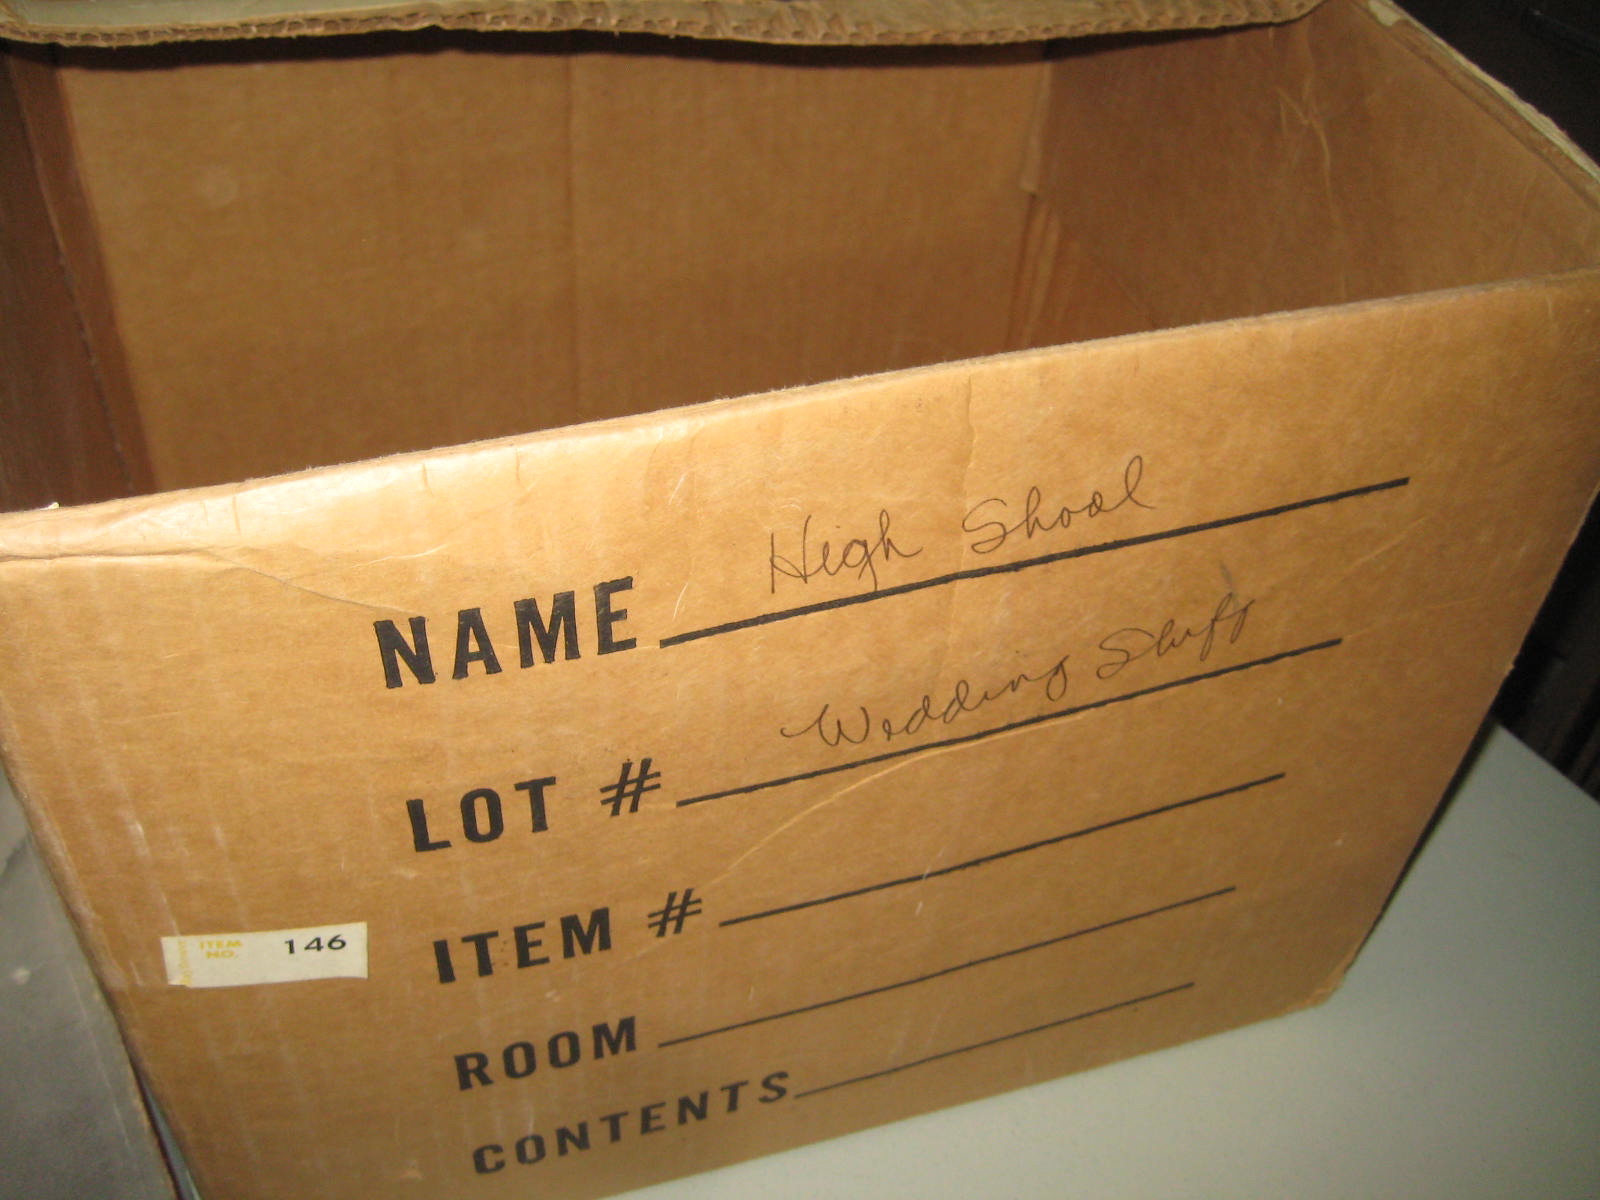 NAME High Shool
LOT # Wedding Stuff
ITEM #
ITEM NO. 146
ROOM
CONTENTS